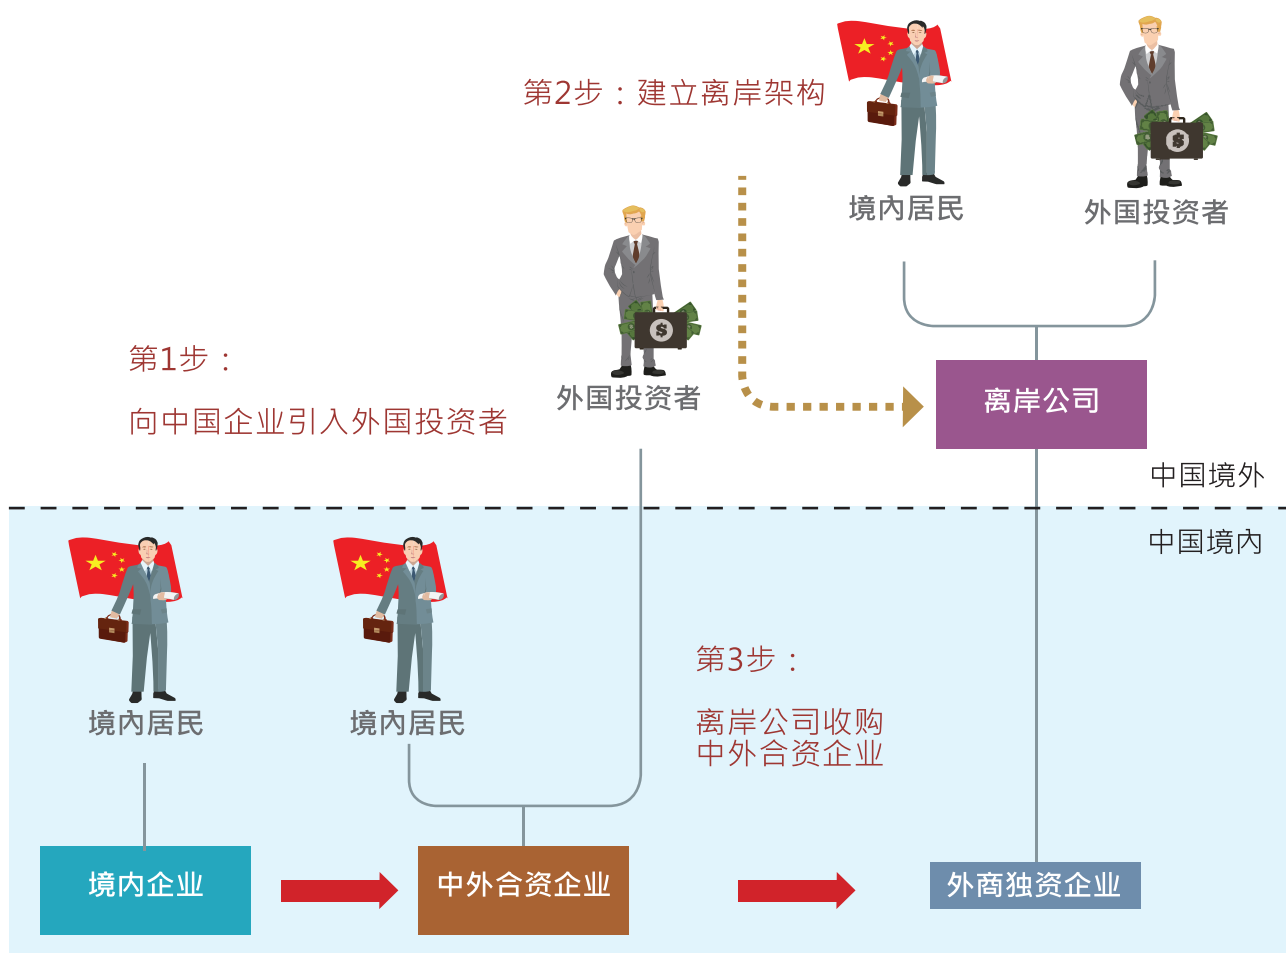 第2步：建立离岸架构
境內居民
外国投资者
外国投资者
第1步：
向中国企业引入外国投资者
离岸公司
中国境外
中国境內
境內居民
境內居民
第3步：
离岸公司收购
中外合资企业
境内企业
中外合资企业
外商独资企业